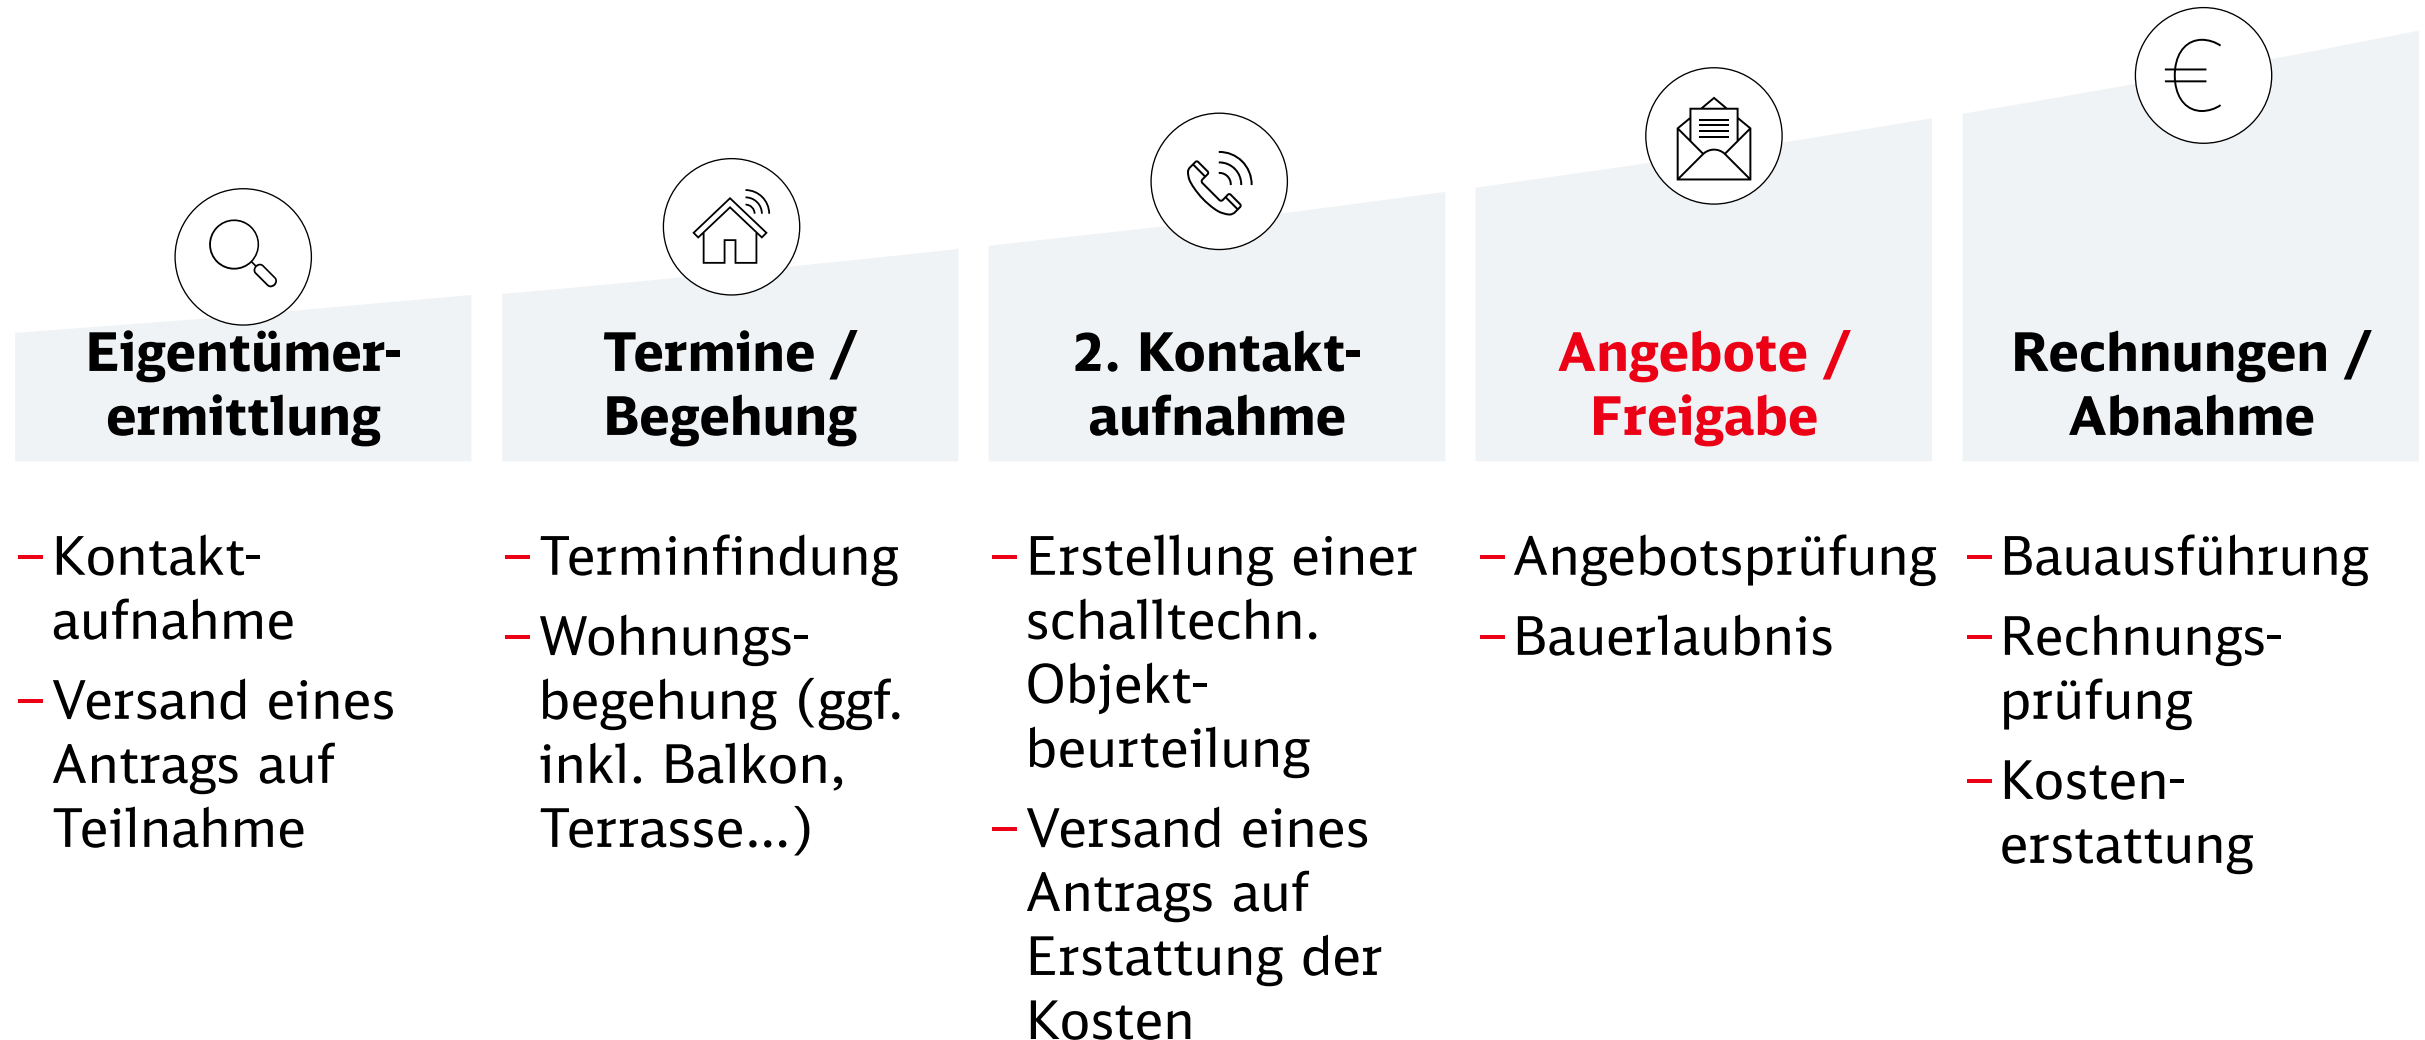 Eigentümer-
ermittlung
– Kontakt-
aufnahme
– Versand eines
Antrags auf
Teilnahme
Termine /
Begehung
– Terminfindung
– Wohnungs-
begehung (ggf.
inkl. Balkon,
Terrasse...)
2. Kontakt-
aufnahme
– Erstellung einer
schalltechn.
Objekt-
beurteilung
– Versand eines
Antrags auf
Erstattung der
Kosten
Angebote /
Freigabe
– Angebotsprüfung
– Bauerlaubnis
€
Rechnungen /
Abnahme
– Bauausführung
– Rechnungs-
prüfung
– Kosten-
erstattung